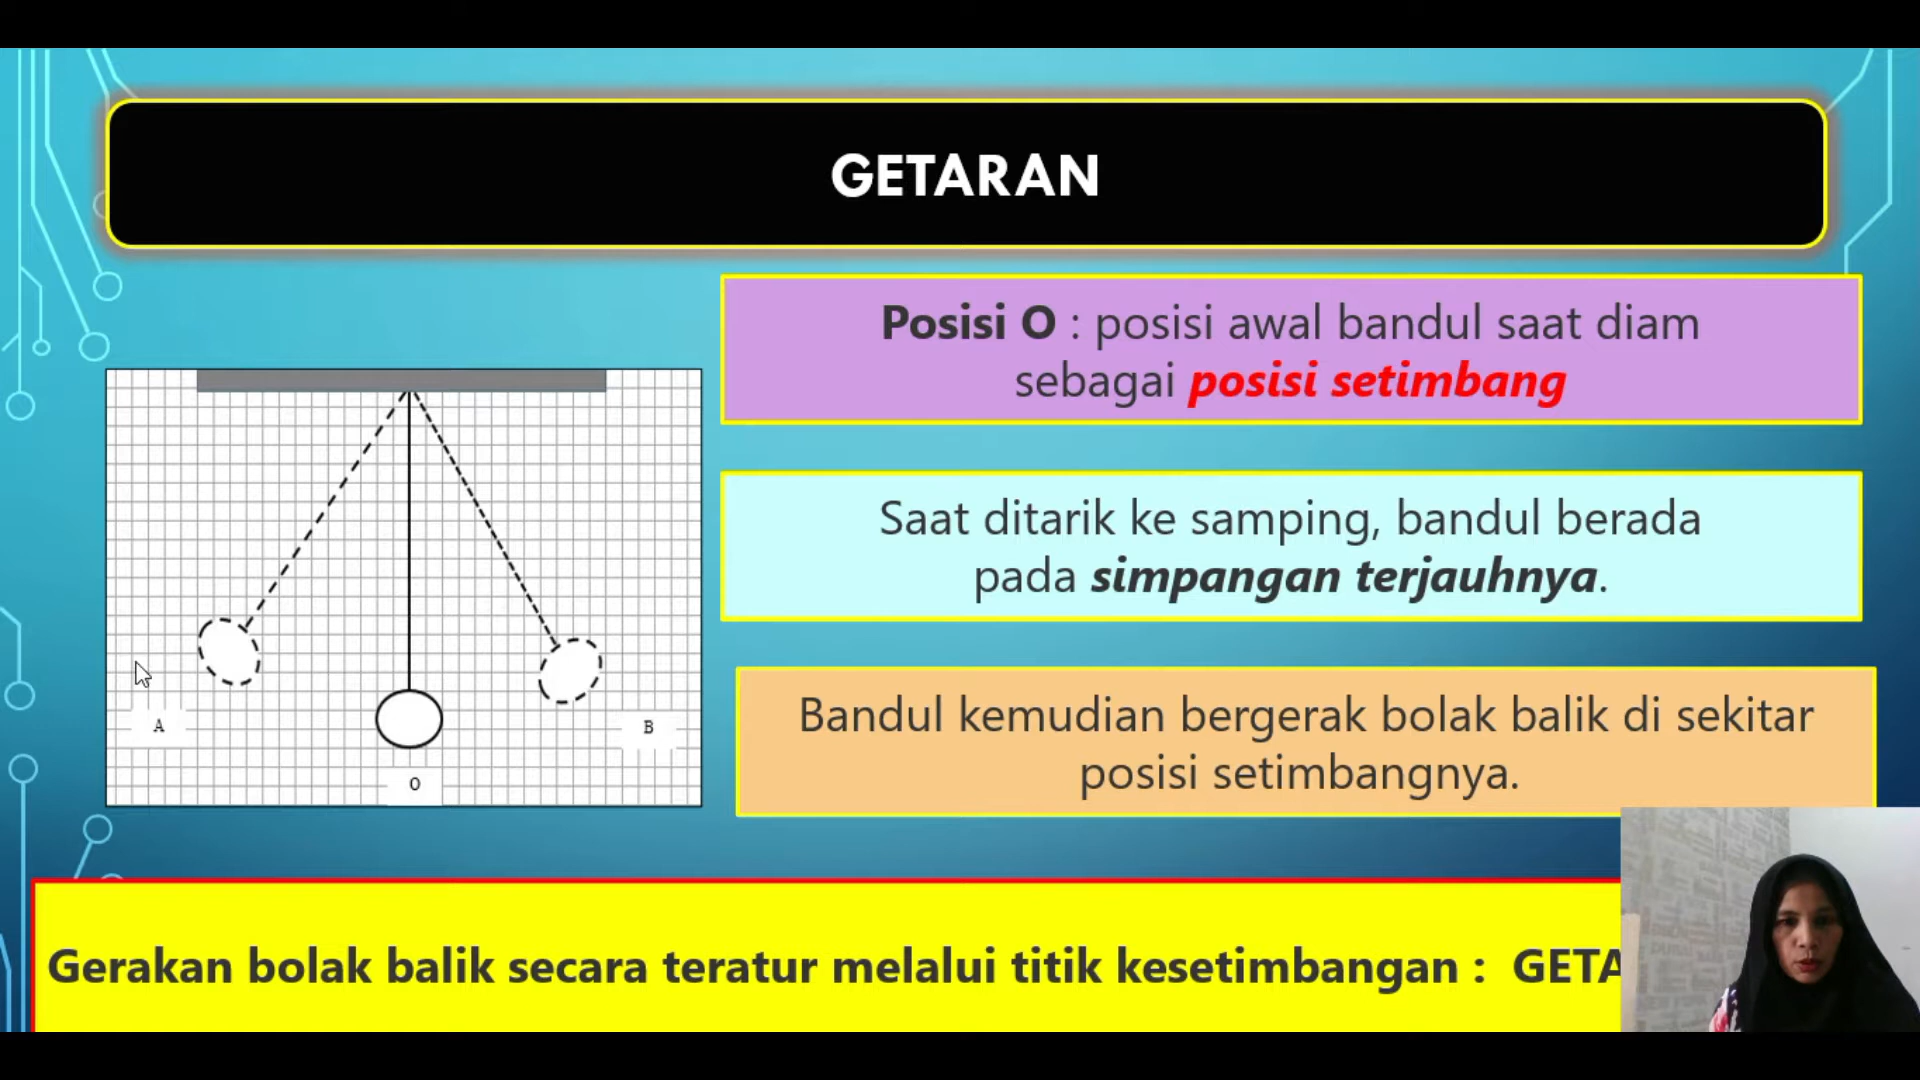 GETARAN
Posisi O : posisi awal bandul saat diam
sebagai posisi setimbang
Saat ditarik ke samping, bandul berada
pada simpangan terjauhnya.
Bandul kemudian bergerak bolak balik di sekitar
posisi setimbangnya.
A
B
O
Gerakan bolak balik secara teratur melalui titik kesetimbangan : GETA